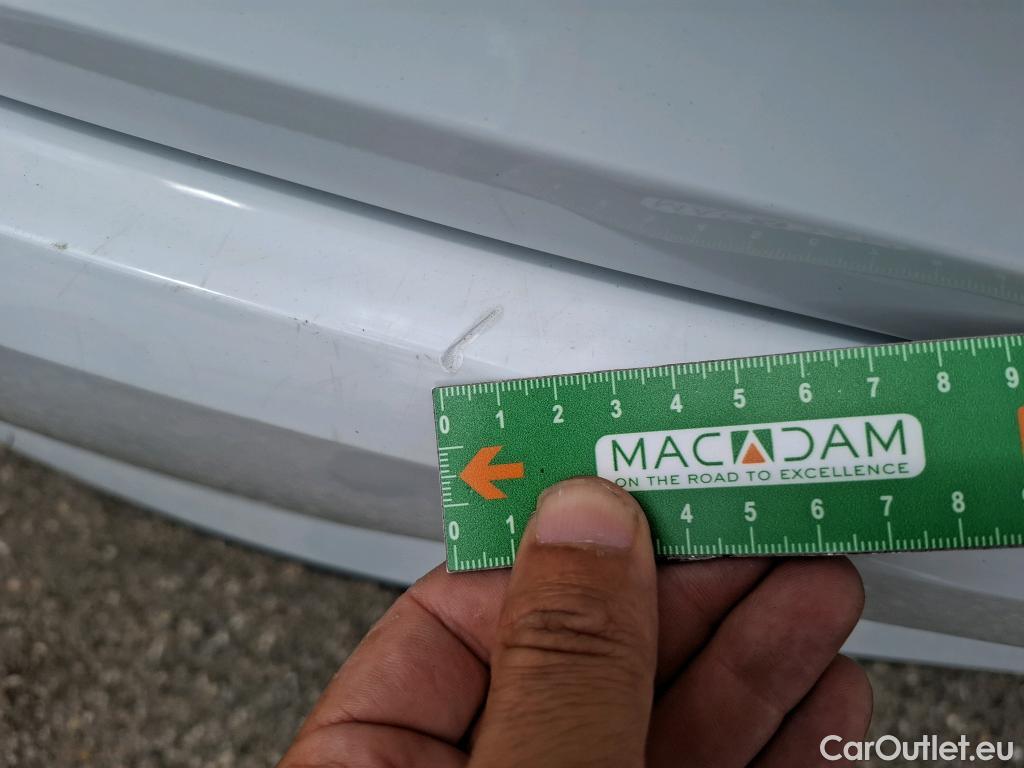 0 1 2 3 4 5 6 7 8 9
MACADAM
ON THE ROAD TO EXCELLENCE
0 1 4 5 6 7 8
CarOutlet.eu